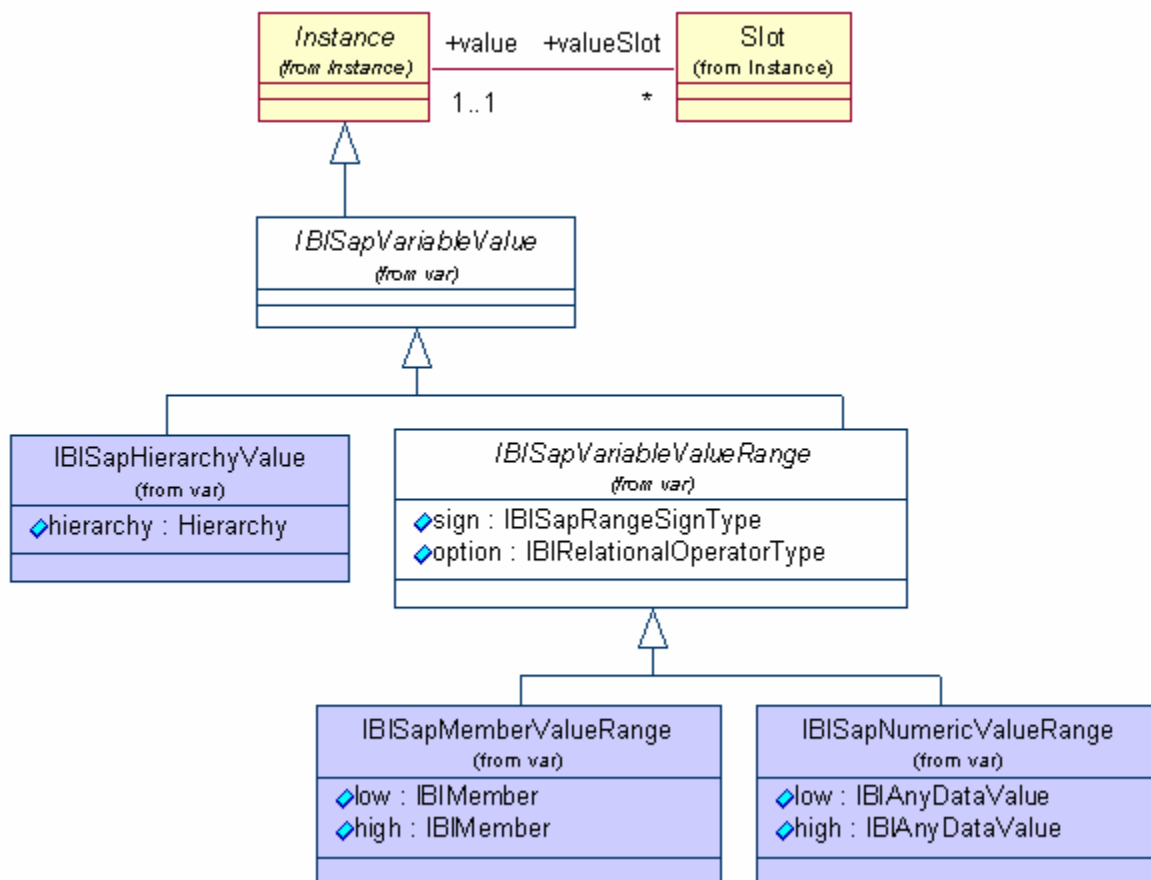 Instance
(from Instance)
+value
+valueSlot
1..1
*
Slot
(from Instance)
IBISapVariableValue
(from var)
IBISapHierarchyValue
(from var)
hierarchy : Hierarchy
IBISapVariableValueRange
(from var)
sign : IBISapRangeSignType
option : IBIRelationalOperatorType
IBISapMemberValueRange
(from var)
low : IBIMember
high : IBIMember
IBISapNumericValueRange
(from var)
low : IBIAnyDataValue
high : IBIAnyDataValue